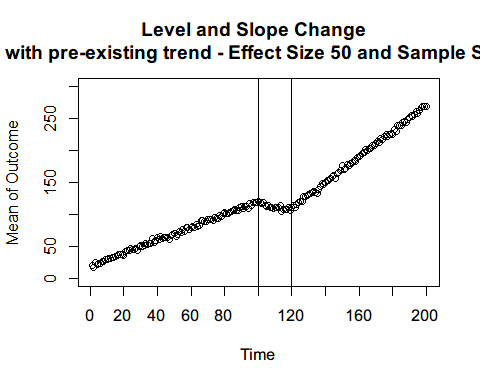 Level and Slope Change
with pre-existing trend - Effect Size 50 and Sample S
Mean of Outcome
250
150
50
0
0 20 40 60 80 120 160 200
Time